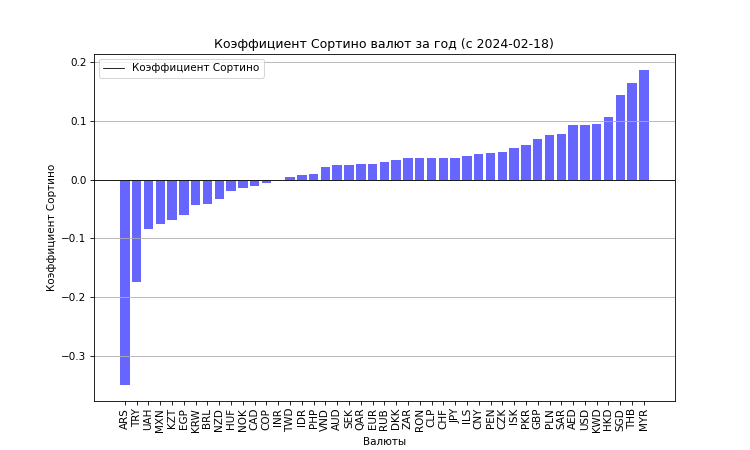 Коэффициент Сортино валют за год (с 2024-02-18)
Коэффициент Сортино
Коэффициент Сортино
0.2
0.1
0.0
−0.1
−0.2
−0.3
ARS TRY UAH MXN KZT EGP KRW BRL NZD HUF NOK CAD COP INR TWD IDR PHP VND AUD SEK QAR EUR RUB DKK ZAR RON CLP CHF JPY ILS CNY PEN CZK ISK PKR GBP PLN SAR AED USD KWD HKD SGD THB MYR
Валюты